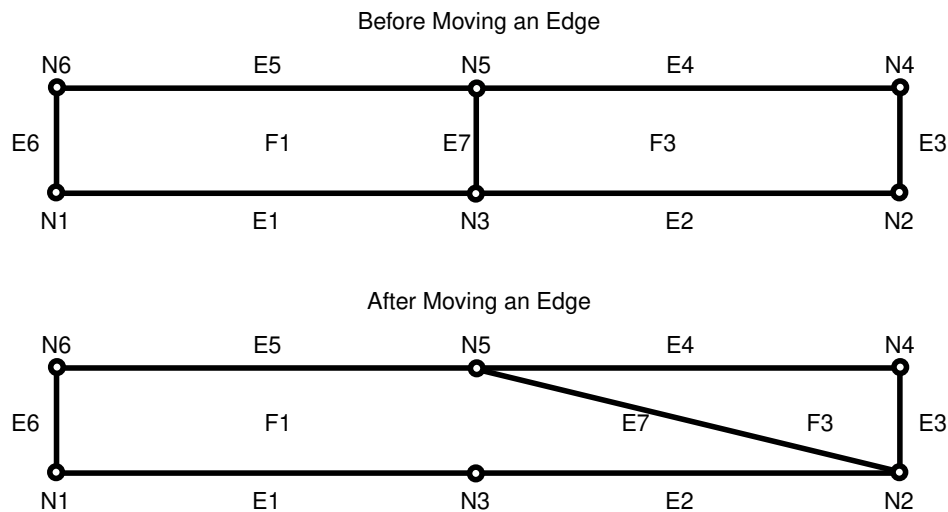 Before Moving an Edge
N6 E5 N5 E4 N4
E6 F1 E7 F3 E3
N1 E1 N3 E2 N2
After Moving an Edge
N6 E5 N5 E4 N4
E6 F1 E7 F3 E3
N1 E1 N3 E2 N2